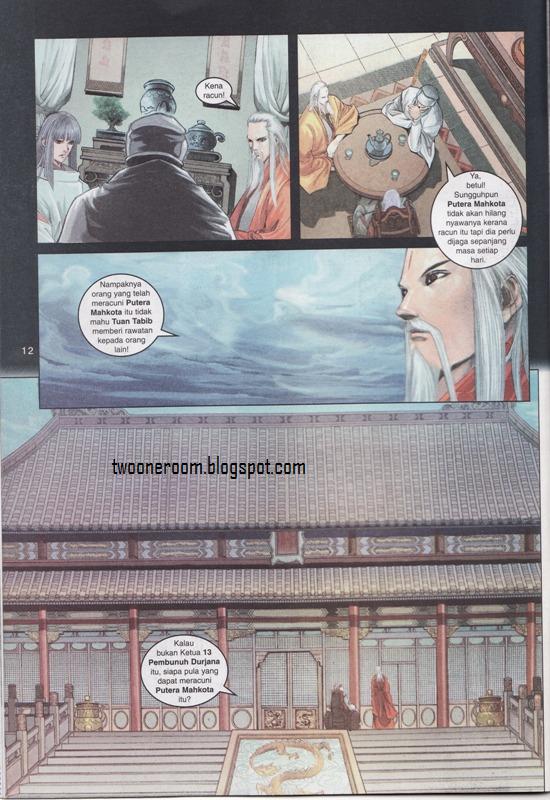 Kena
racun!
Ya,
betul!
Sungguhpun
Putera Mahkota
tidak akan hilang
nyawanya kerana
racun itu tapi dia perlu
dijaga sepanjang
masa setiap
hari.
Nampaknya
orang yang telah
meracuni Putera
Mahkota itu tidak
mahu Tuan Tabib
memberi rawatan
kepada orang
lain!
12
twooneroom.blogspot.com
Kalau
bukan Ketua 13
Pembunuh Durjana
itu, siapa pula yang
dapat meracuni
Putera Mahkota
itu?